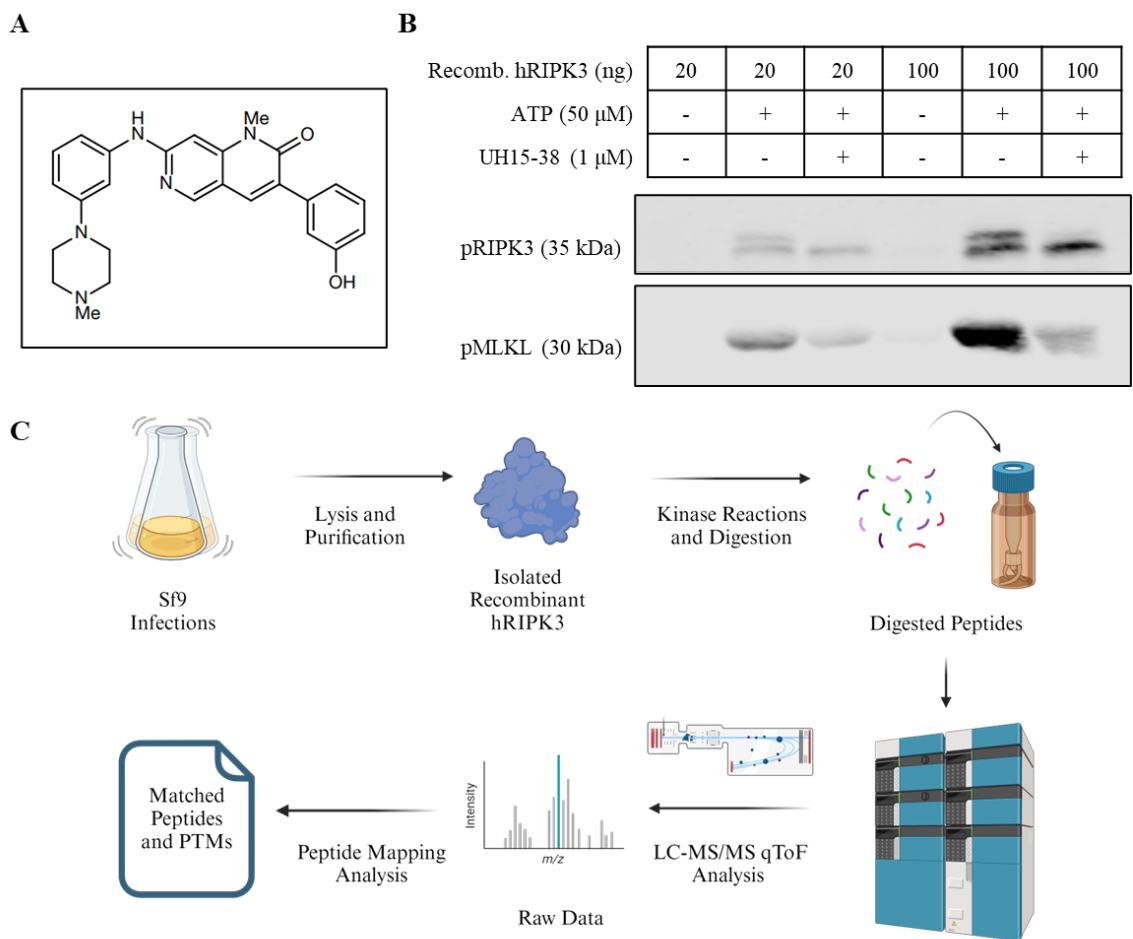 A
NH
N
Me
N
O
N
N
Me
OH
B
Recomb. hRIPK3 (ng) 20 20 20 100 100 100
ATP (50 μM) - + + - + +
UH15-38 (1 μM) - - + - - +
pRIPK3 (35 kDa)
pMLKL (30 kDa)
C
Sf9
Infections
Lysis and
Purification
Isolated
Recombinant
hRIPK3
Kinase Reactions
and Digestion
Digested Peptides
LC-MS/MS qToF
Analysis
Intensity
m/z
Raw Data
Peptide Mapping
Analysis
Matched
Peptides
and PTMs